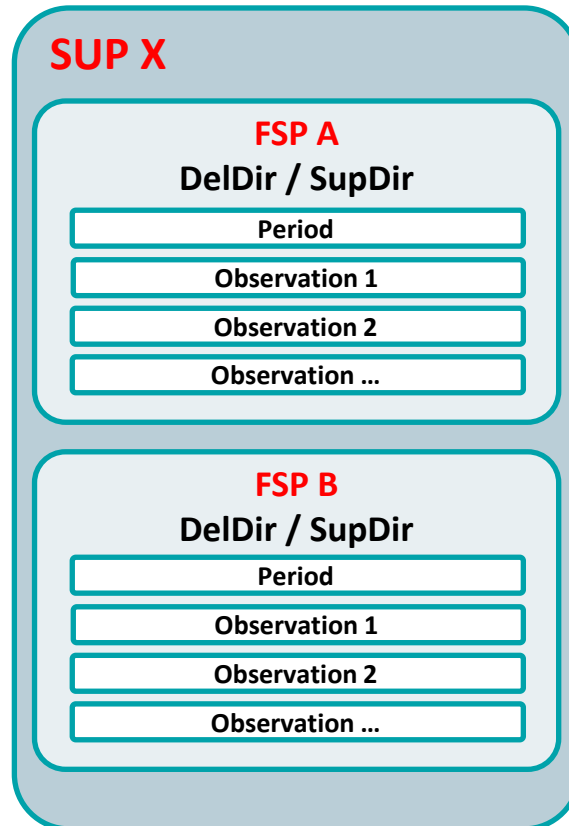 SUP X
FSP A
DelDir / SupDir
Period
Observation 1
Observation 2
Observation ...
FSP B
DelDir / SupDir
Period
Observation 1
Observation 2
Observation ...